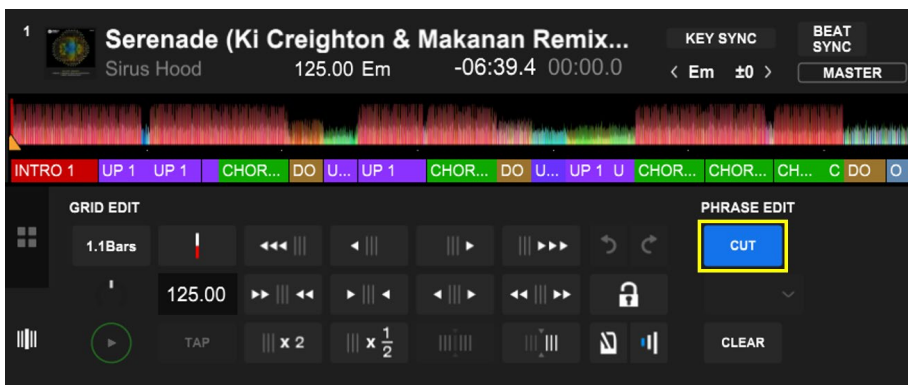 1
Serenade (Ki Creighton & Makanan Remix...
Sirus Hood
125.00 Em
-06:39.4 00:00.0
KEY SYNC
BEAT SYNC
< Em ±0 >
MASTER
INTRO 1 UP 1 UP 1 CHOR... DO U... UP 1 CHOR... DO U... UP 1 U CHOR... CHOR... CH... C DO O
GRID EDIT
PHRASE EDIT
1.1Bars
CUT
125.00
TAP
x 2
x 1/2
CLEAR